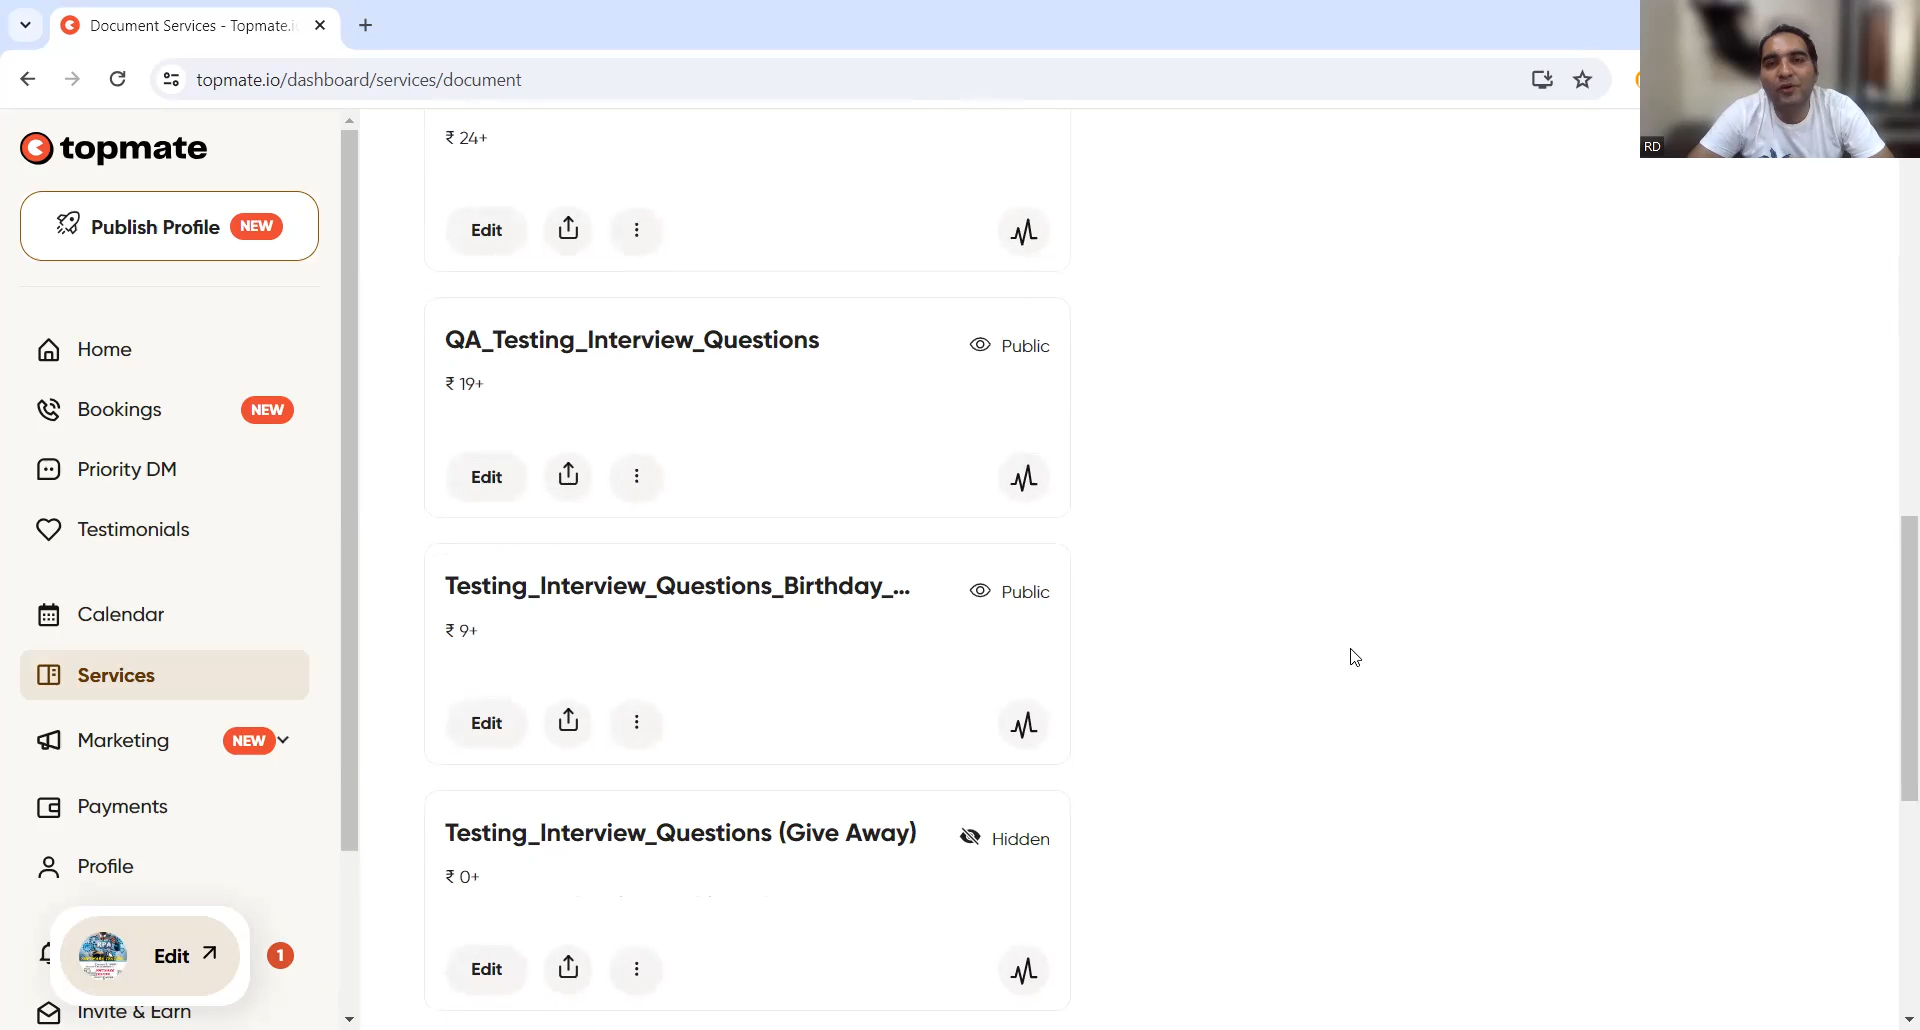 Document Services - Topmate.i
topmate.io/dashboard/services/document
RD
topmate
Publish Profile NEW
Home
Bookings NEW
Priority DM
Testimonials
Calendar
Services
Marketing NEW
Payments
Profile
Edit
1
Invite & Earn
₹ 24+
Edit
QA_Testing_Interview_Questions
Public
₹ 19+
Edit
Testing_Interview_Questions_Birthday_...
Public
₹ 9+
Edit
Testing_Interview_Questions (Give Away)
Hidden
₹ 0+
Edit